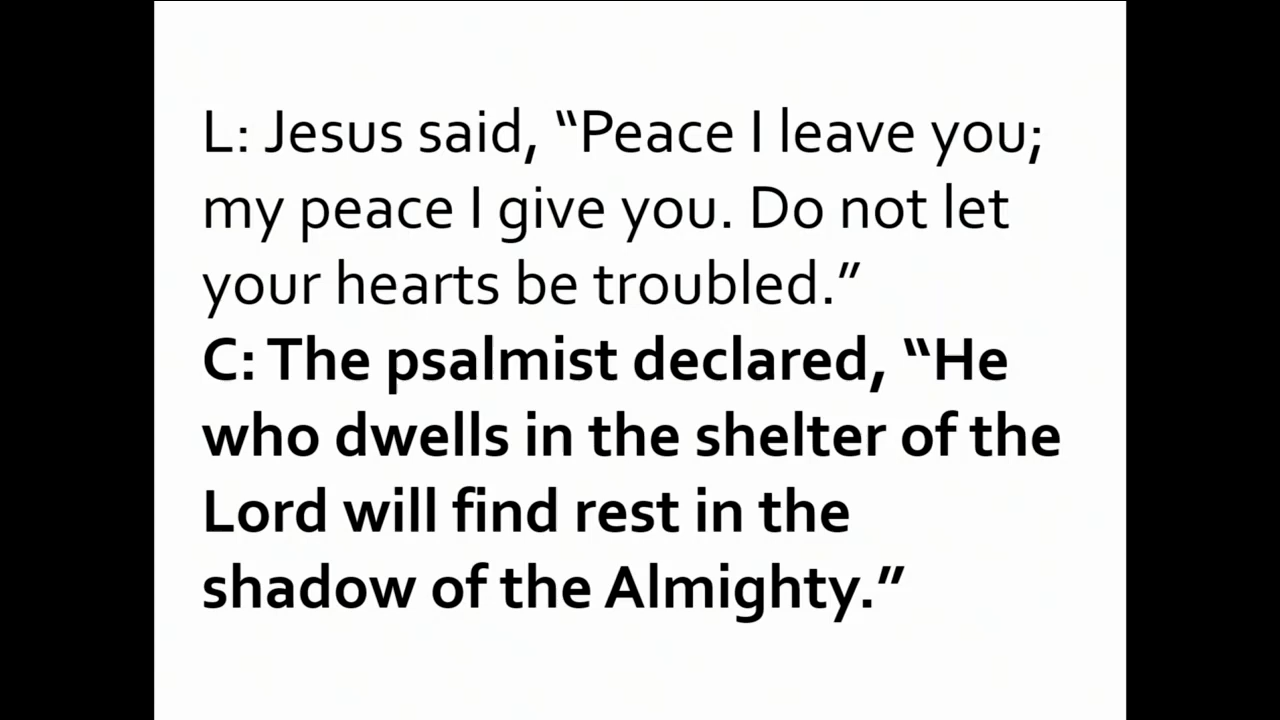 L: Jesus said, “Peace I leave you;
my peace I give you. Do not let
your hearts be troubled.”
C: The psalmist declared, “He
who dwells in the shelter of the
Lord will find rest in the
shadow of the Almighty.”